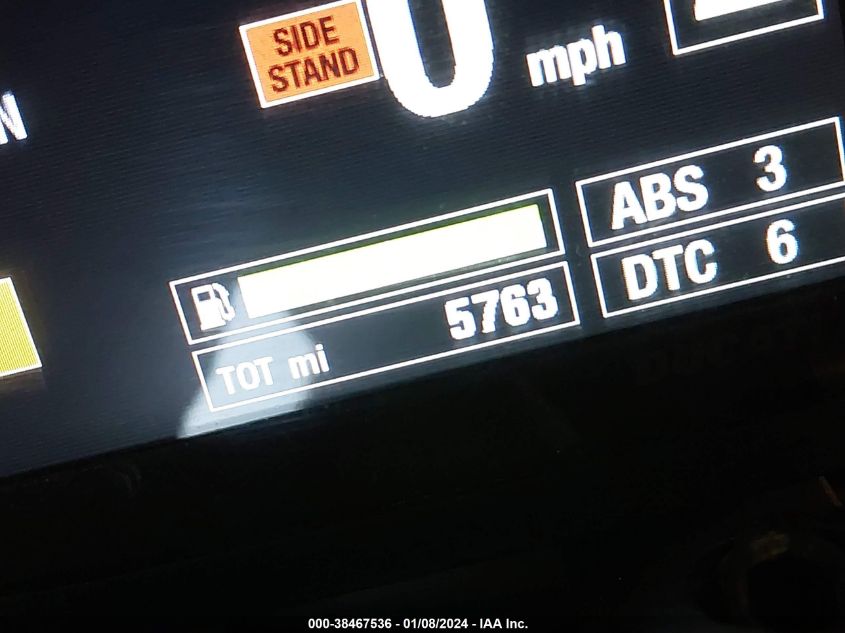 SIDE
STAND
0 mph
N
ABS 3
DTC 6
5763
TOT mi
000-38467536 - 01/08/2024 - IAA Inc.